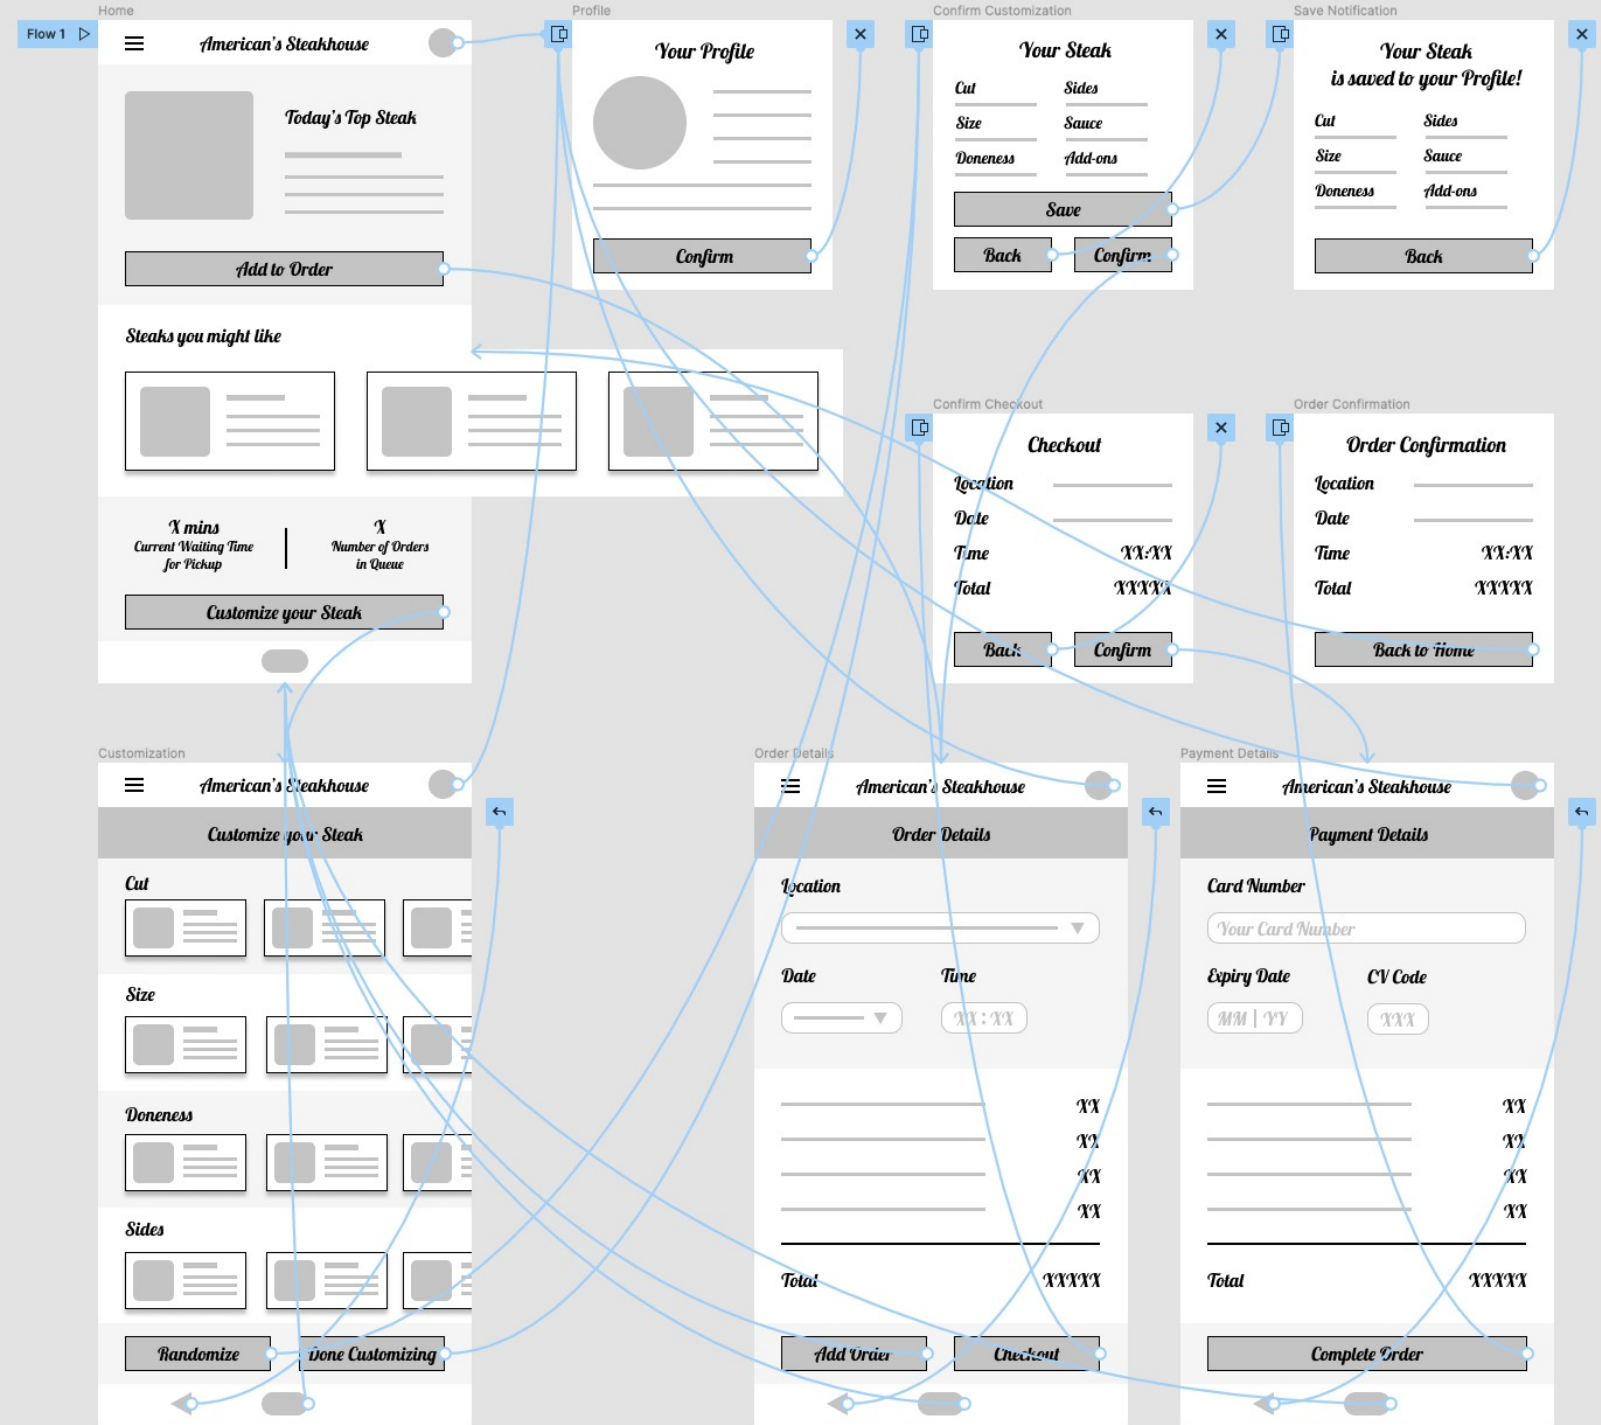 Home
Flow 1
American's Steakhouse
Today's Top Steak
Add to Order
Steaks you might like
X mins
Current Waiting Time
for Pickup
X
Number of Orders
in Queue
Customize your Steak
Profile
Your Profile
Confirm
Confirm Customization
Your Steak
Cut
Sides
Size
Sauce
Doneness
Add-ons
Save
Back
Confirm
Save Notification
Your Steak
is saved to your Profile!
Cut
Sides
Size
Sauce
Doneness
Add-ons
Back
Confirm Checkout
Checkout
Location
Date
Time
XX:XX
Total
XXXXX
Back
Confirm
Order Confirmation
Order Confirmation
Location
Date
Time
XX:XX
Total
XXXXX
Back to Home
Customization
American's Steakhouse
Customize your Steak
Cut
Size
Doneness
Sides
Randomize
Done Customizing
Order Details
American's Steakhouse
Order Details
Location
Date
Time
XX : XX
XX
XX
XX
XX
Total
XXXXX
Add Order
Checkout
Payment Details
American's Steakhouse
Payment Details
Card Number
Your Card Number
Expiry Date
CV Code
MM | YY
XXX
XX
XX
XX
XX
Total
XXXXX
Complete Order